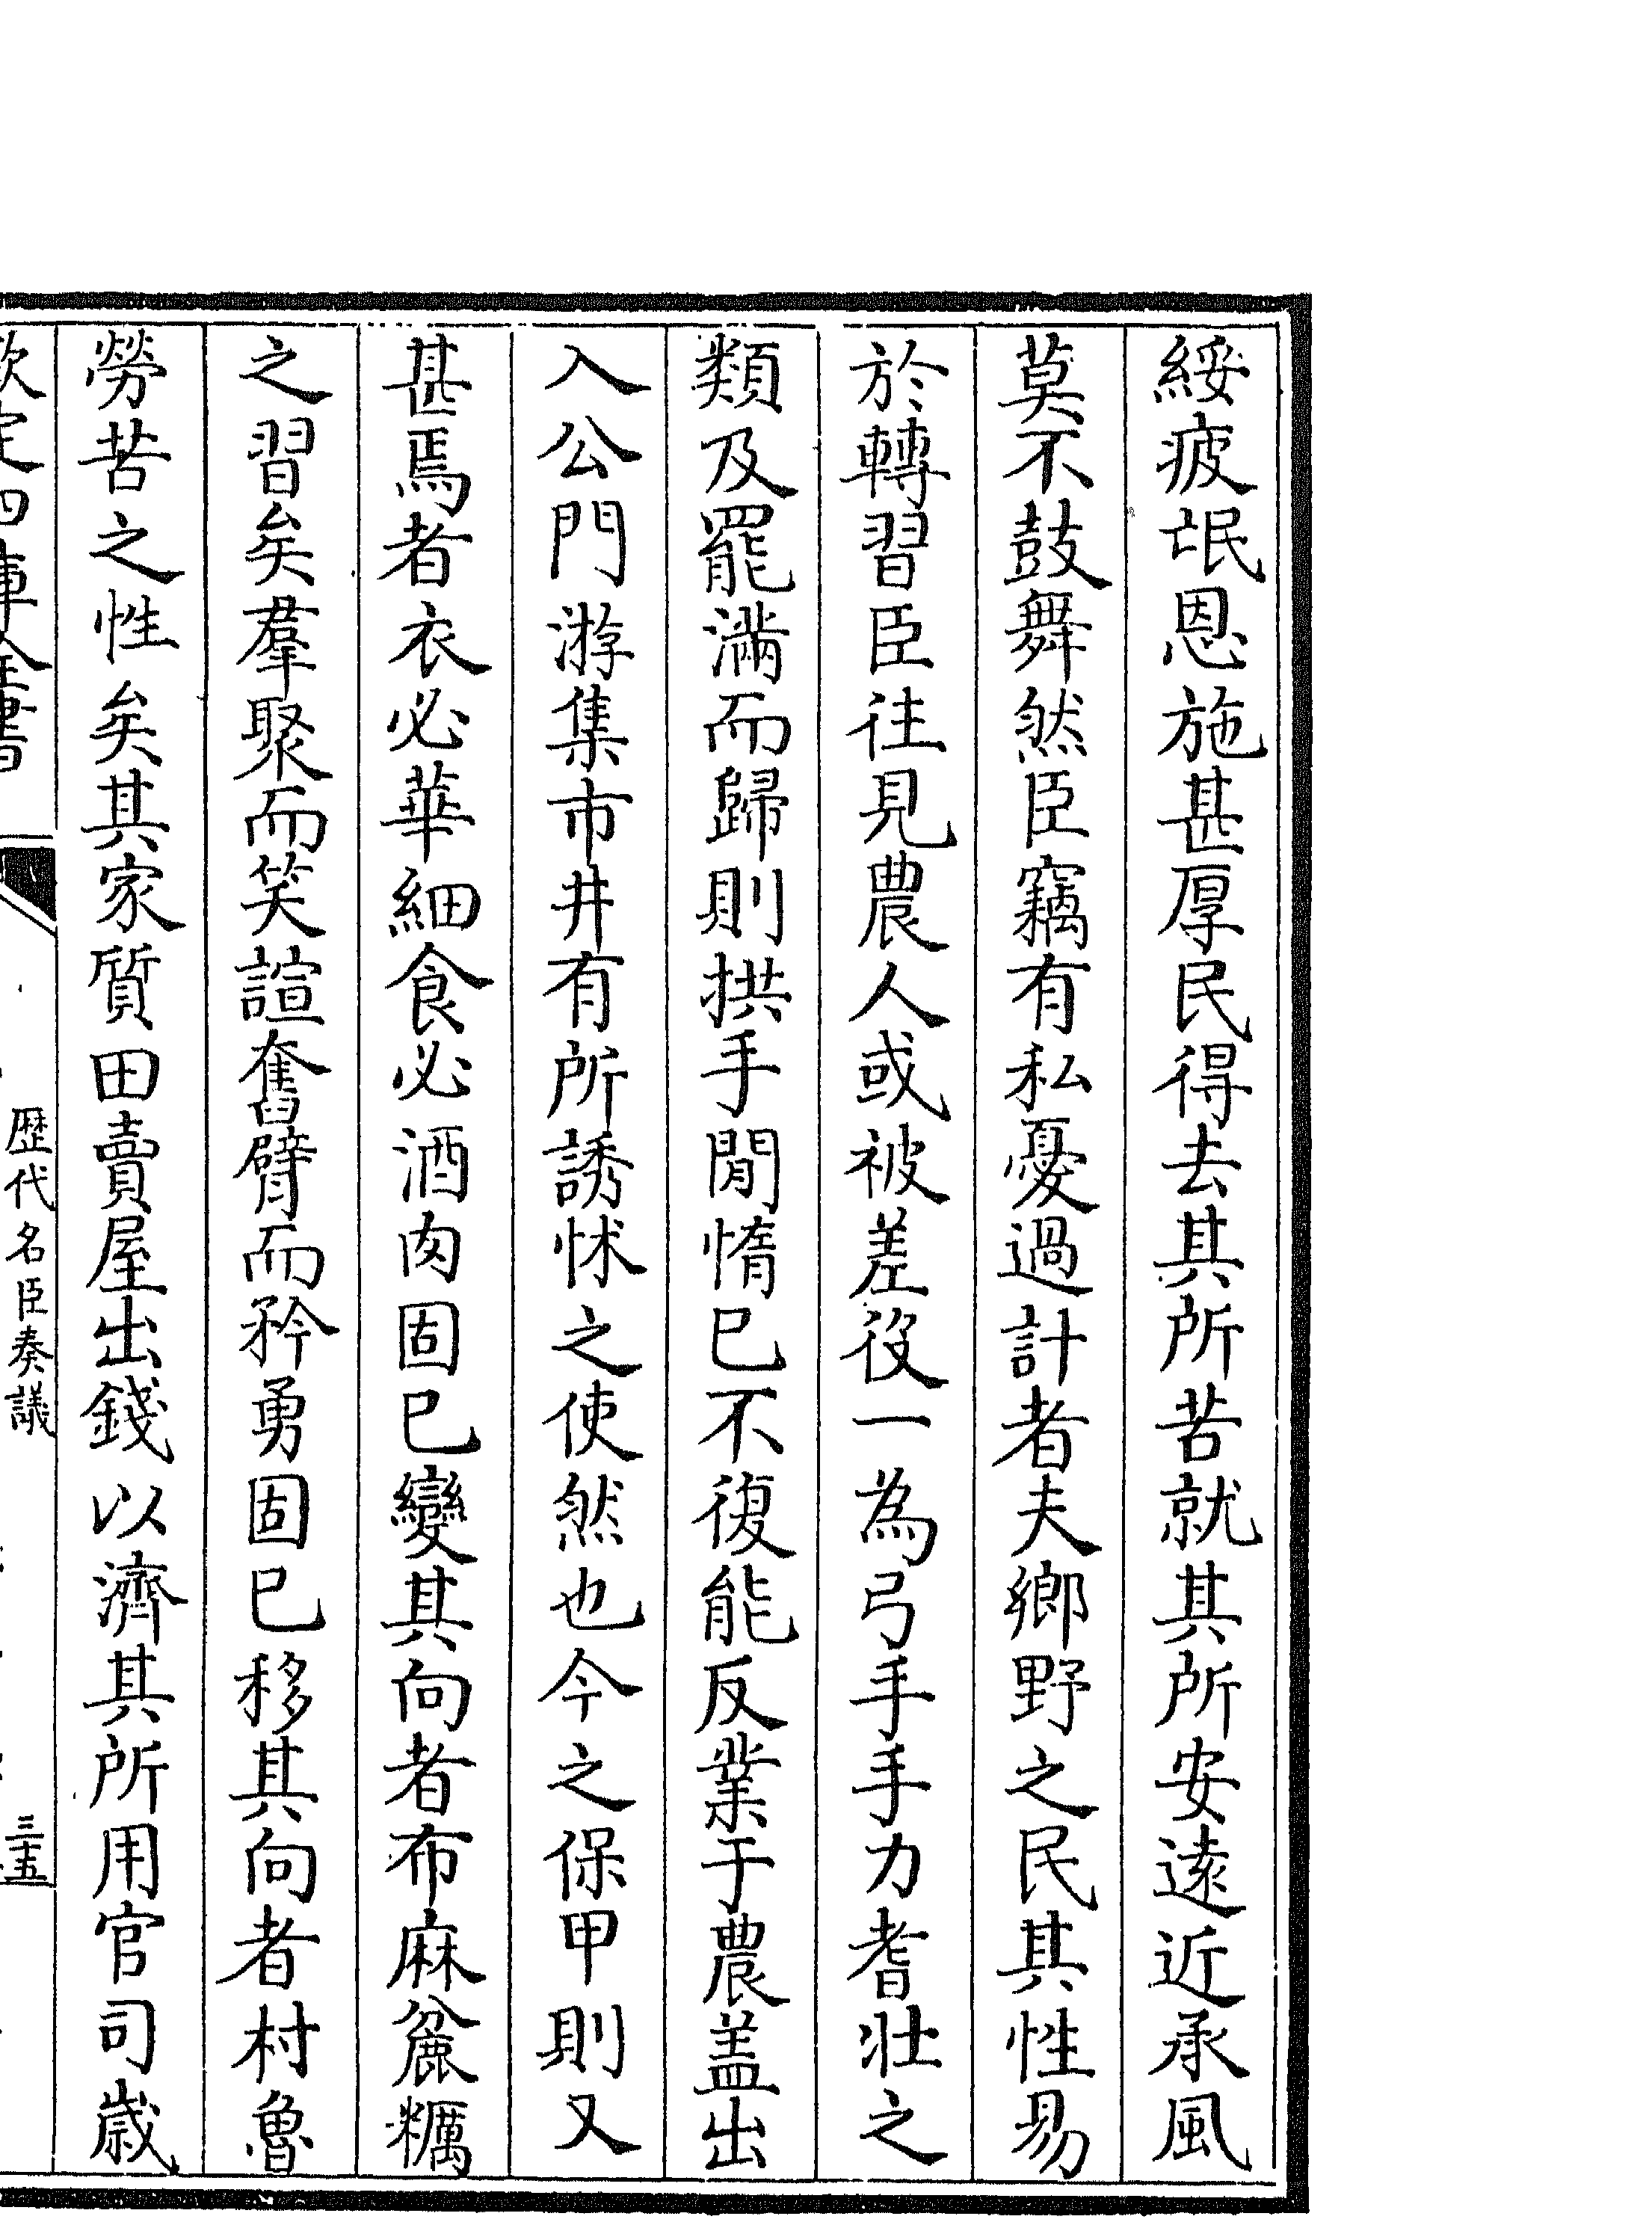 綏疲氓恩施甚厚民得去其所苦就其所安逺近承風
莫不鼓舞然臣竊有私憂過計者夫鄉野之民其性易
於轉習臣往見農人或被差役一為弓手手力耆壯之
類及罷滿而歸則拱手閒惰已不復能反業于農盖出
入公門游集市井有所誘怵之使然也今之保甲則又
甚焉者衣必華細食必酒肉固已變其向者布麻麄糲
之習矣羣聚而笑諠奮臂而矜勇固已移其向者村魯
勞苦之性矣其家質田賣屋出錢以濟其所用官司歳
欽定四庫全書
歴代名臣奏議
三十五